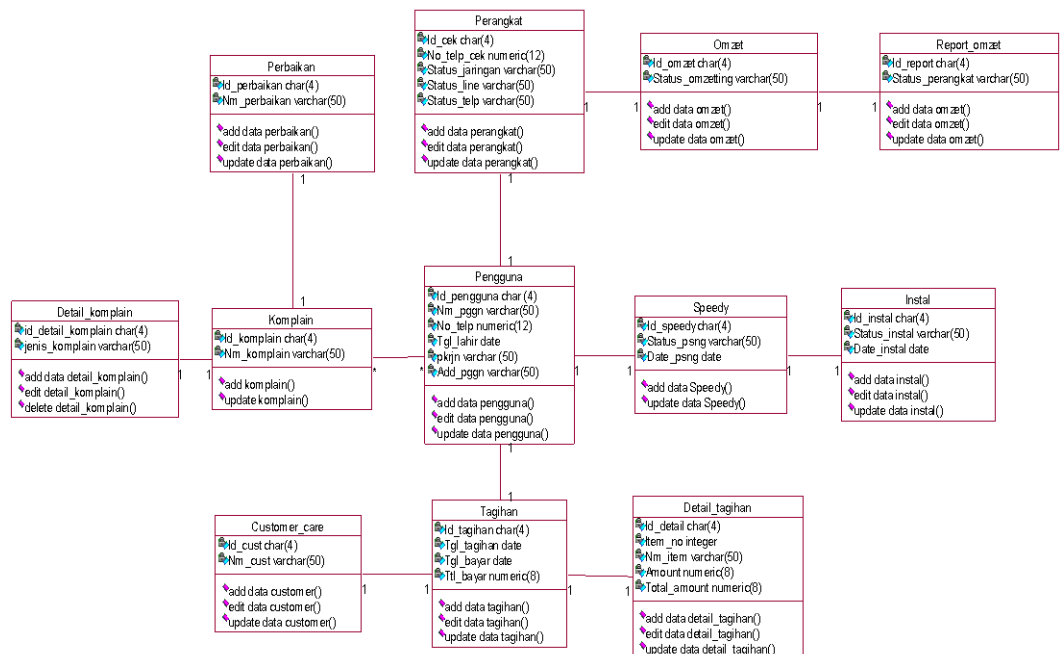 Perangkat
Id_cek char(4)
No_telp_cek numeric(12)
Status_jaringan varchar(50)
Status_line varchar(50)
Status_telp varchar(50)
add data perangkat()
edit data perangkat()
update data perangkat()
1
1
Omzet
Id_omzet char(4)
Status_omzetting varchar(50)
add data omzet()
edit data omzet()
update data omzet()
1
1
Report_omzet
Id_report char(4)
Status_perangkat varchar(50)
add data omzet()
edit data omzet()
update data omzet()
1
Perbaikan
Id_perbaikan char(4)
Nm_perbaikan varchar(50)
add data perbaikan()
edit data perbaikan()
update data perbaikan()
1
1
Detail_komplain
id_detail_komplain char(4)
jenis_komplain varchar(50)
add data detail_komplain()
edit detail_komplain()
delete detail_komplain()
1
1
Komplain
Id_komplain char(4)
Nm_komplain varchar(50)
add komplain()
update komplain()
*
*
1
Pengguna
Id_pengguna char (4)
Nm_pggn varchar(50)
No_telp numeric(12)
Tgl_lahir date
pkrjn varchar (50)
Add_pggn varchar(50)
add data pengguna()
edit data pengguna()
update data pengguna()
1
1
1
Speedy
Id_speedy char(4)
Status_psng varchar(50)
Date_psng date
add data Speedy()
update data Speedy()
1
1
Instal
Id_instal char(4)
Status_instal varchar(50)
Date_instal date
add data instal()
edit data instal()
update data instal()
Customer_care
Id_cust char(4)
Nm_cust varchar(50)
add data customer()
edit data customer()
update data customer()
1
1
1
Tagihan
Id_tagihan char(4)
Tgl_tagihan date
Tgl_bayar date
Ttl_bayar numeric(8)
add data tagihan()
edit data tagihan()
update data tagihan()
1
1
Detail_tagihan
Id_detail char(4)
Item_no integer
Nm_item varchar(50)
Amount numeric(8)
Total_amount numeric(8)
add data detail_tagihan()
edit data detail_tagihan()
update data detail_tagihan()